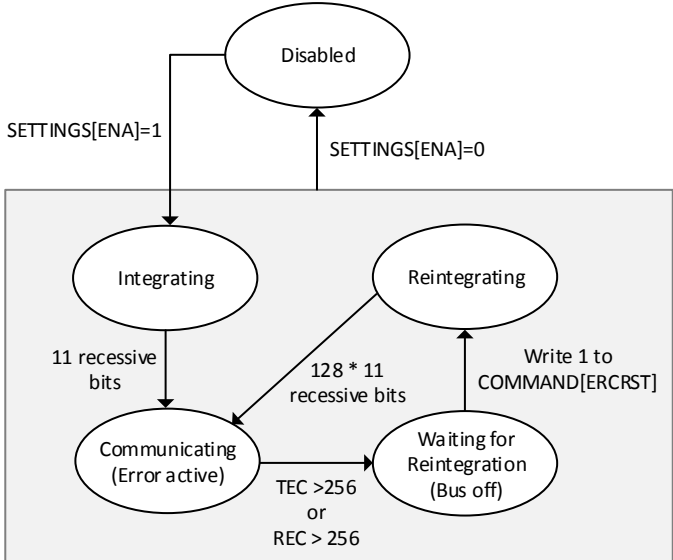 Disabled
SETTINGS[ENA]=1
SETTINGS[ENA]=0
Integrating
Reintegrating
11 recessive
bits
128 * 11
recessive bits
Write 1 to
COMMAND[ERCRST]
Communicating
(Error active)
TEC >256
or
REC > 256
Waiting for
Reintegration
(Bus off)